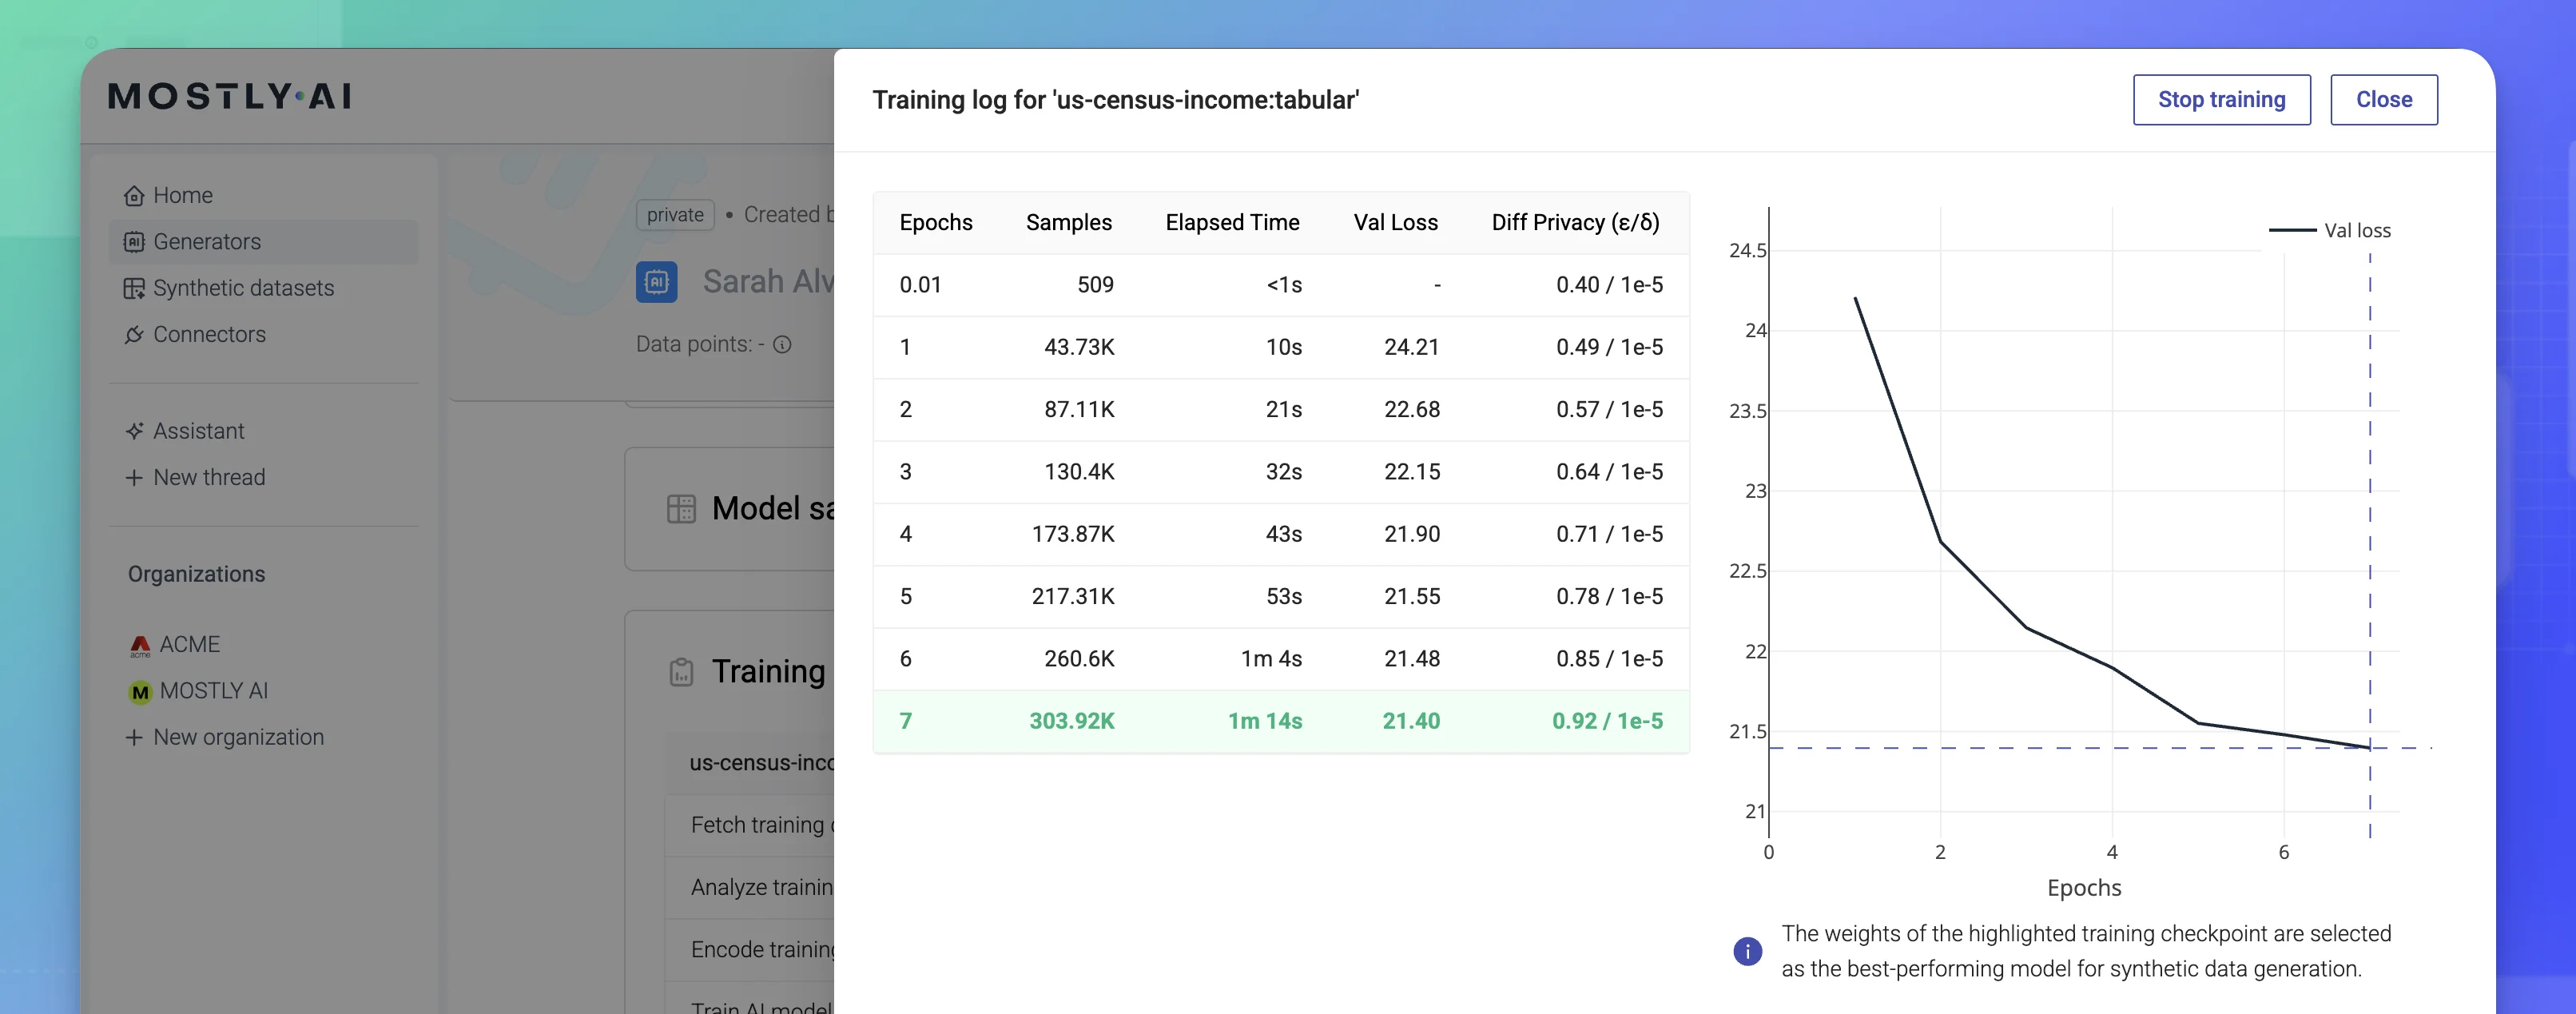 MOSTLY•AI
Home
Generators
Synthetic datasets
Connectors
Assistant
New thread
Organizations
ACME
MOSTLY AI
New organization
private • Created
Sarah
Data points: -
Model
Training
Fetch training
Analyze
Encode
Train AI model
Training log for 'us-census-income:tabular'
Stop training
Close
Epochs Samples Elapsed Time Val Loss Diff Privacy (ε/δ)
0.01 509 <1s - 0.40 / 1e-5
1 43.73K 10s 24.21 0.49 / 1e-5
2 87.11K 21s 22.68 0.57 / 1e-5
3 130.4K 32s 22.15 0.64 / 1e-5
4 173.87K 43s 21.90 0.71 / 1e-5
5 217.31K 53s 21.55 0.78 / 1e-5
6 260.6K 1m 4s 21.48 0.85 / 1e-5
7 303.92K 1m 14s 21.40 0.92 / 1e-5
Val loss
24.5
24
23.5
23
22.5
22
21.5
21
0 2 4 6
Epochs
The weights of the highlighted training checkpoint are selected
as the best-performing model for synthetic data generation.